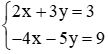 2x + 3y = 3
-4x - 5y = 9